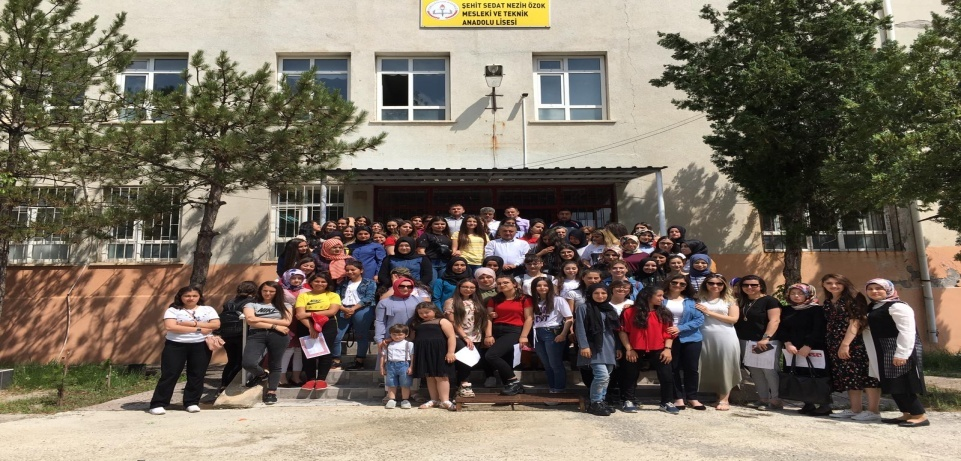 ŞEHİT SEDAT NEZİH ÖZOK
MESLEKİ VE TEKNİK
ANADOLU LİSESİ